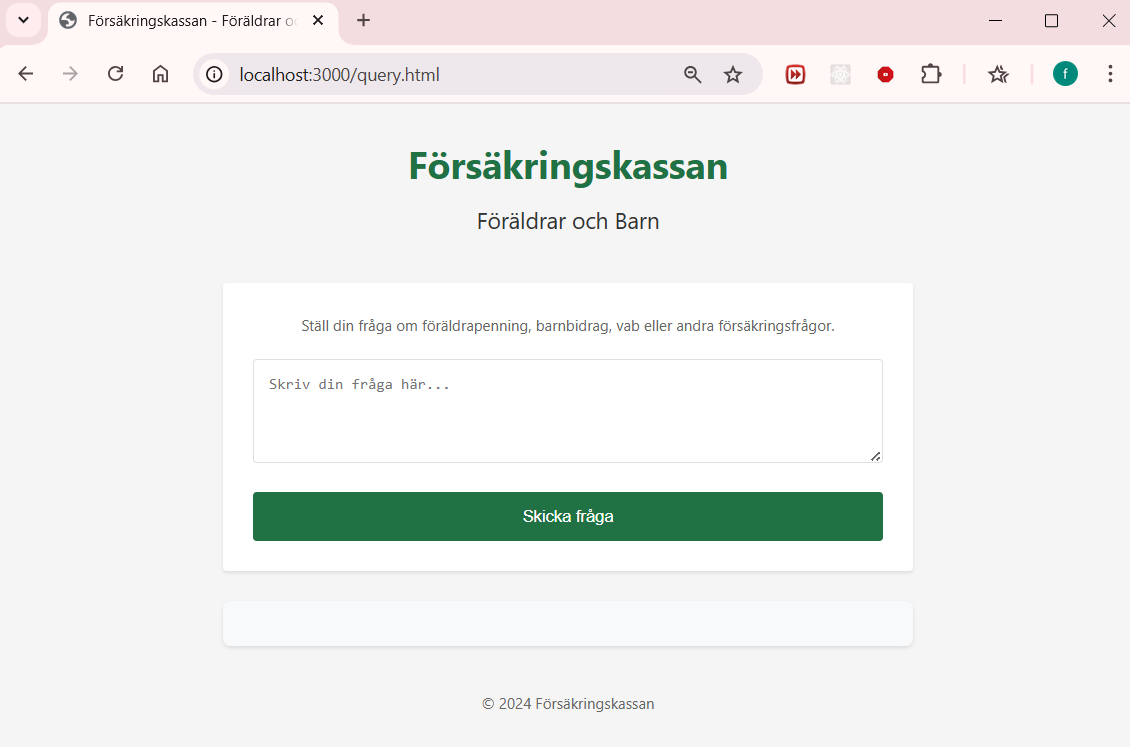 Försäkringskassan - Föräldrar oc
localhost:3000/query.html
f
Försäkringskassan
Föräldrar och Barn
Ställ din fråga om föräldrapenning, barnbidrag, vab eller andra försäkringsfrågor.
Skriv din fråga här...
Skicka fråga
© 2024 Försäkringskassan